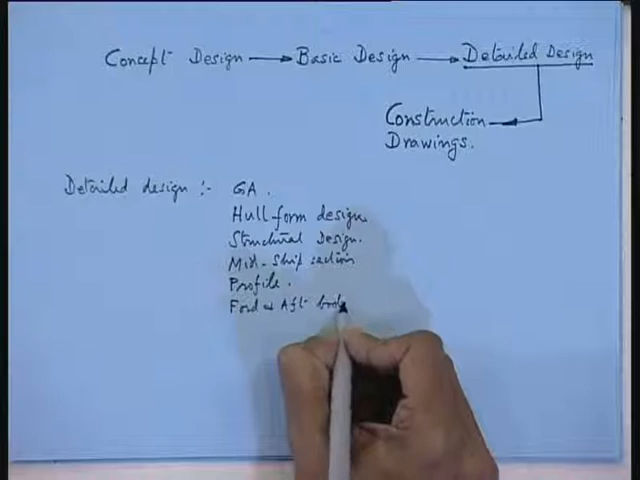 Concept Design → Basic Design → Detailed Design
Construction
Drawings.
Detailed design :- GA.
Hull form design.
Structural Design.
Mid-Ship section
Profile.
Ford & Aft body